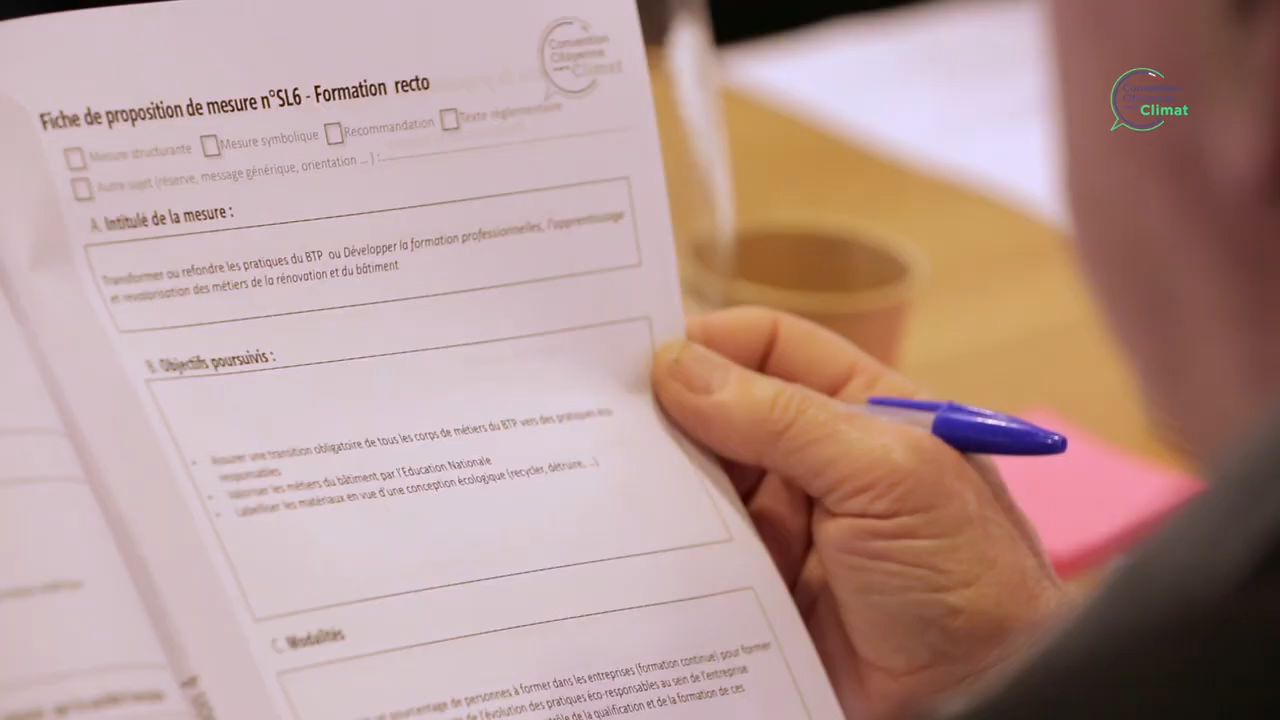 Convention
Citoyenne
Climat
Convention
Climat
Fiche de proposition de mesure n°SL6 - Formation recto
Mesure structurante
Mesure symbolique
Recommandation
Texte réglementaire
Autre sujet (réserve, message générique, orientation ... ) :
A. Intitulé de la mesure :
Transformer ou refondre les pratiques du BTP ou Développer la formation professionnelles, l'apprentissage
et revalorisation des métiers de la rénovation et du bâtiment
B. Objectifs poursuivis :
• Assurer une transition obligatoire de tous les corps de métiers du BTP vers des pratiques éco-
responsables
• Valoriser les métiers du bâtiment par l'Education Nationale
• Labelliser les matériaux en vue d'une conception écologique (recycler, détruire, ...)
C. Modalités
pourcentage de personnes à former dans les entreprises (formation continue) pour former
de l'évolution des pratiques éco-responsables au sein de l'entreprise
de la qualification et de la formation de ces